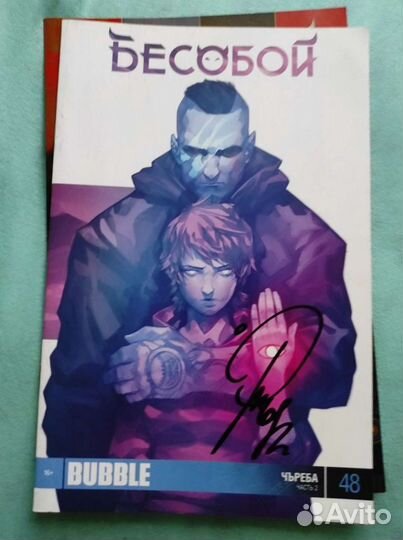 БЕСОБОЙ
16+
BUBBLE
ЧЪРЕБА
ЧАСТЬ 2
48
Avito